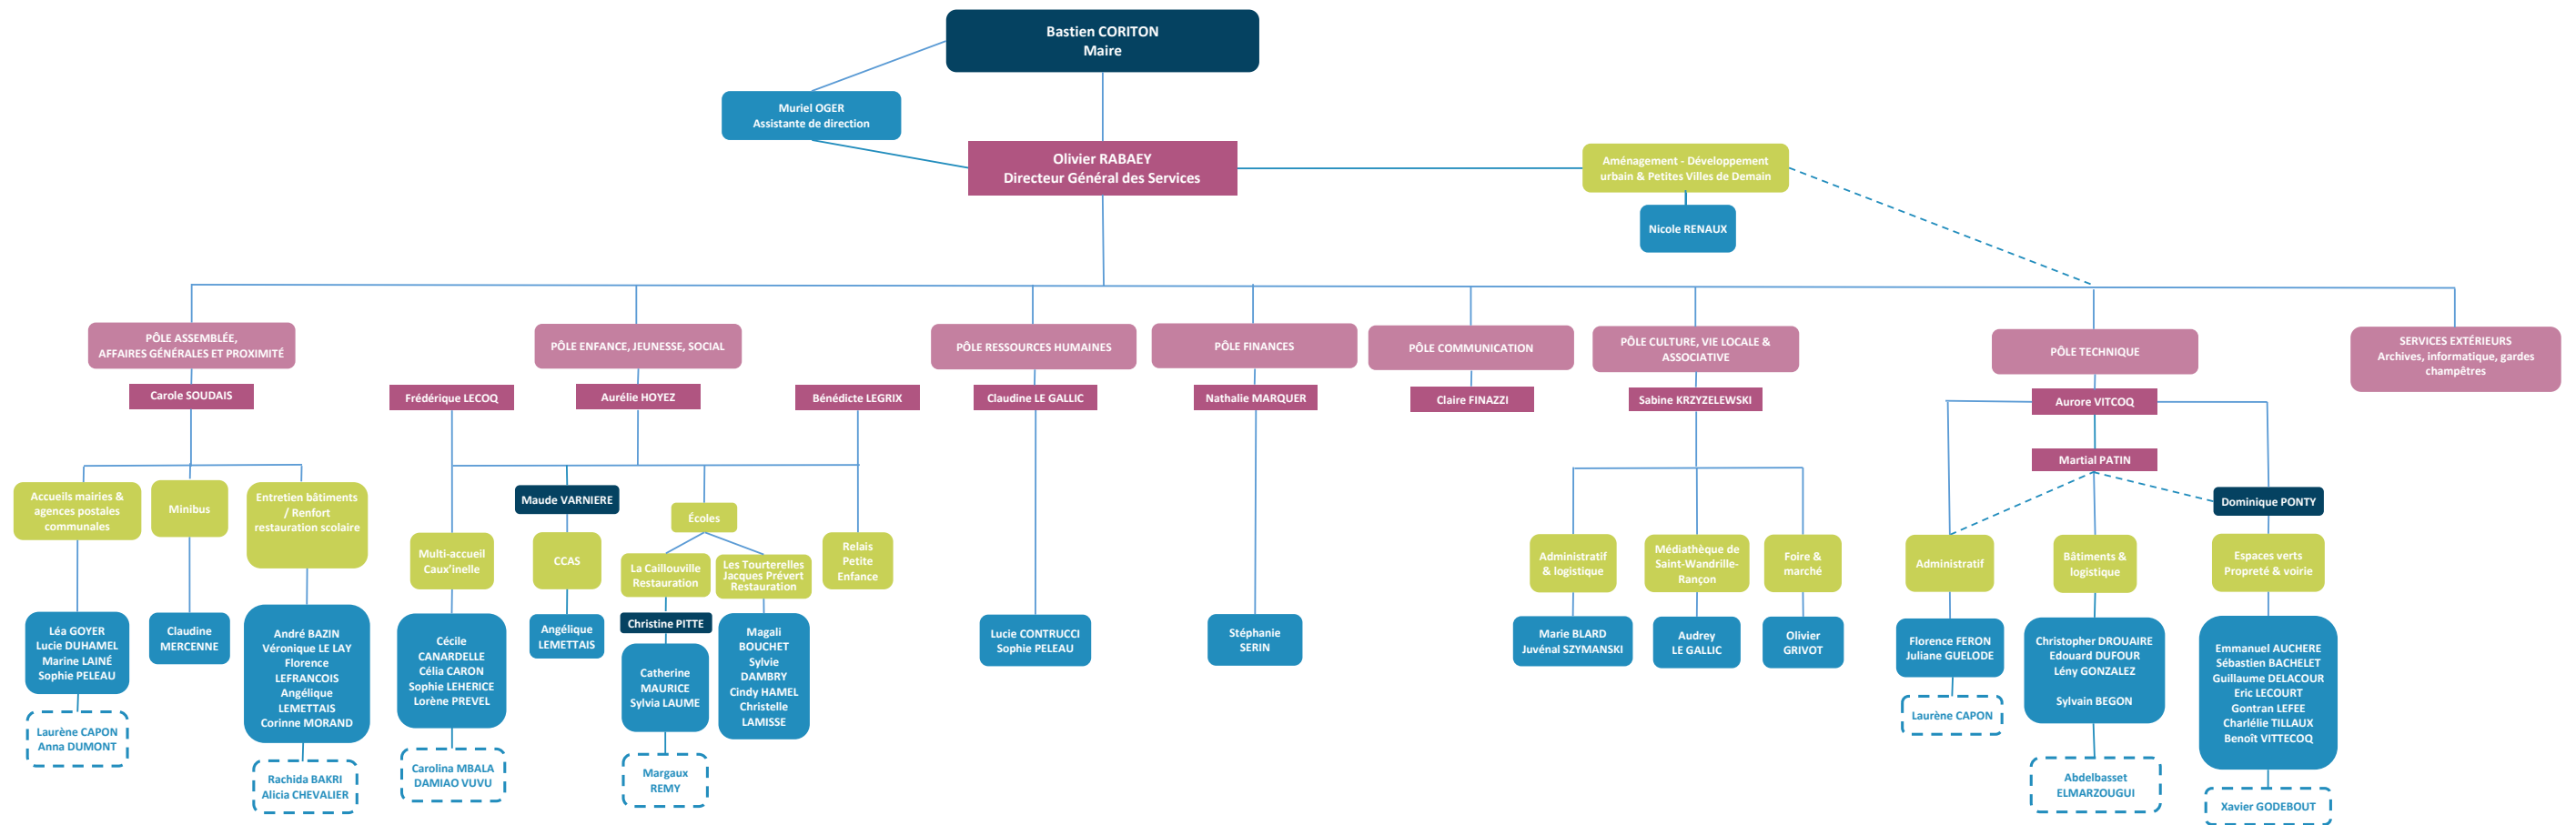 Bastien CORITON
Maire
Muriel OGER
Assistante de direction
Olivier RABAEY
Directeur Général des Services
Aménagement - Développement
urbain & Petites Villes de Demain
Nicole RENAUX
PÔLE ASSEMBLÉE,
AFFAIRES GÉNÉRALES ET PROXIMITÉ
PÔLE ENFANCE, JEUNESSE, SOCIAL
PÔLE RESSOURCES HUMAINES
PÔLE FINANCES
PÔLE COMMUNICATION
PÔLE CULTURE, VIE LOCALE &
ASSOCIATIVE
PÔLE TECHNIQUE
SERVICES EXTÉRIEURS
Archives, informatique, gardes
champêtres
Carole SOUDAIS
Frédérique LECOQ
Aurélie HOYEZ
Bénédicte LEGRIX
Claudine LE GALLIC
Nathalie MARQUER
Claire FINAZZI
Sabine KRZYZELEWSKI
Aurore VITCOQ
Martial PATIN
Accueils mairies &
agences postales
communales
Minibus
Entretien bâtiments
/ Renfort
restauration scolaire
Maude VARNIERE
Écoles
Dominique PONTY
Multi-accueil
Caux'inelle
CCAS
La Caillouville
Restauration
Les Tourterelles
Jacques Prévert
Restauration
Relais
Petite
Enfance
Administratif
& logistique
Médiathèque de
Saint-Wandrille-
Rançon
Foire &
marché
Administratif
Bâtiments &
logistique
Espaces verts
Propreté & voirie
Léa GOYER
Lucie DUHAMEL
Marine LAINÉ
Sophie PELEAU
Claudine
MERCENNE
André BAZIN
Véronique LE LAY
Florence
LEFRANCOIS
Angélique
LEMETTAIS
Corinne MORAND
Cécile
CANARDELLE
Célia CARON
Sophie LEHERICE
Lorène PREVEL
Angélique
LEMETTAIS
Christine PITTE
Catherine
MAURICE
Sylvia LAUME
Magali
BOUCHET
Sylvie
DAMBRY
Cindy HAMEL
Christelle
LAMISSE
Lucie CONTRUCCI
Sophie PELEAU
Stéphanie
SERIN
Marie BLARD
Juvénal SZYMANSKI
Audrey
LE GALLIC
Olivier
GRIVOT
Florence FERON
Juliane GUELODE
Christopher DROUAIRE
Edouard DUFOUR
Lény GONZALEZ
Sylvain BEGON
Emmanuel AUCHERE
Sébastien BACHELET
Guillaume DELACOUR
Eric LECOURT
Gontran LEFEE
Charlélie TILLAUX
Benoît VITTECOQ
Laurène CAPON
Anna DUMONT
Rachida BAKRI
Alicia CHEVALIER
Carolina MBALA
DAMIAO VUVU
Margaux
REMY
Laurène CAPON
Abdelbasset
ELMARZOUGUI
Xavier GODEBOUT